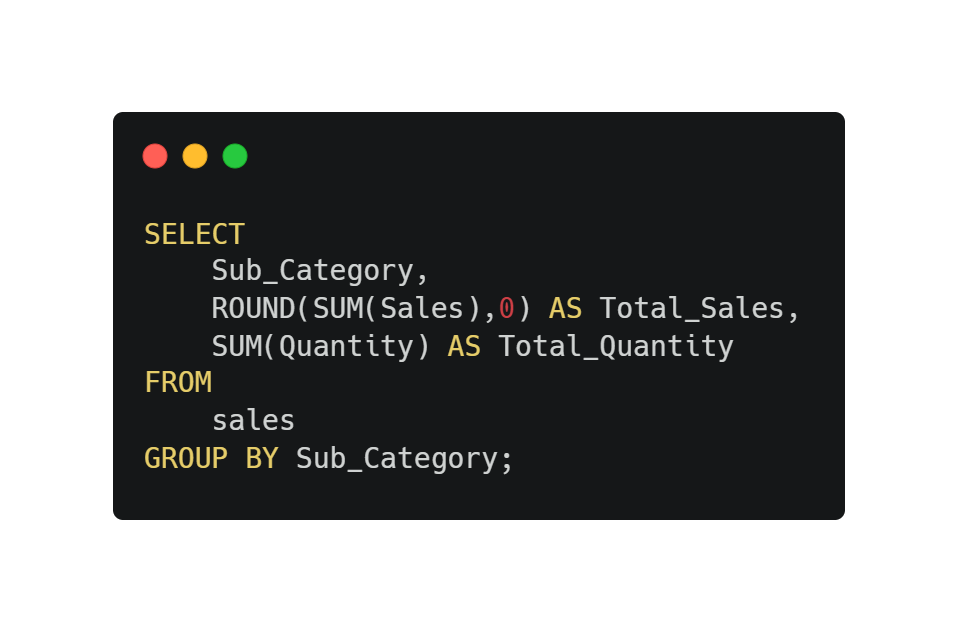 SELECT
    Sub_Category,
    ROUND(SUM(Sales),0) AS Total_Sales,
    SUM(Quantity) AS Total_Quantity
FROM
    sales
GROUP BY Sub_Category;